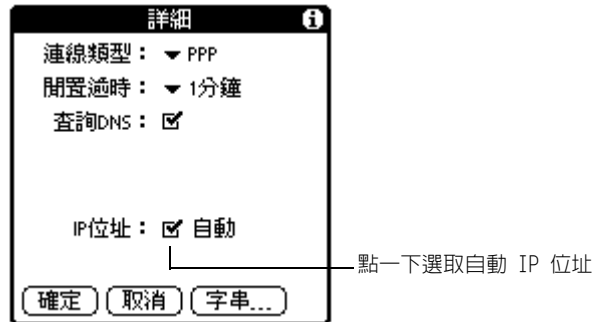 詳細
連線類型： PPP
閒置逾時： 1分鐘
查詢DNS：
IP位址： 自動
點一下選取自動 IP 位址
確定 取消 字串...